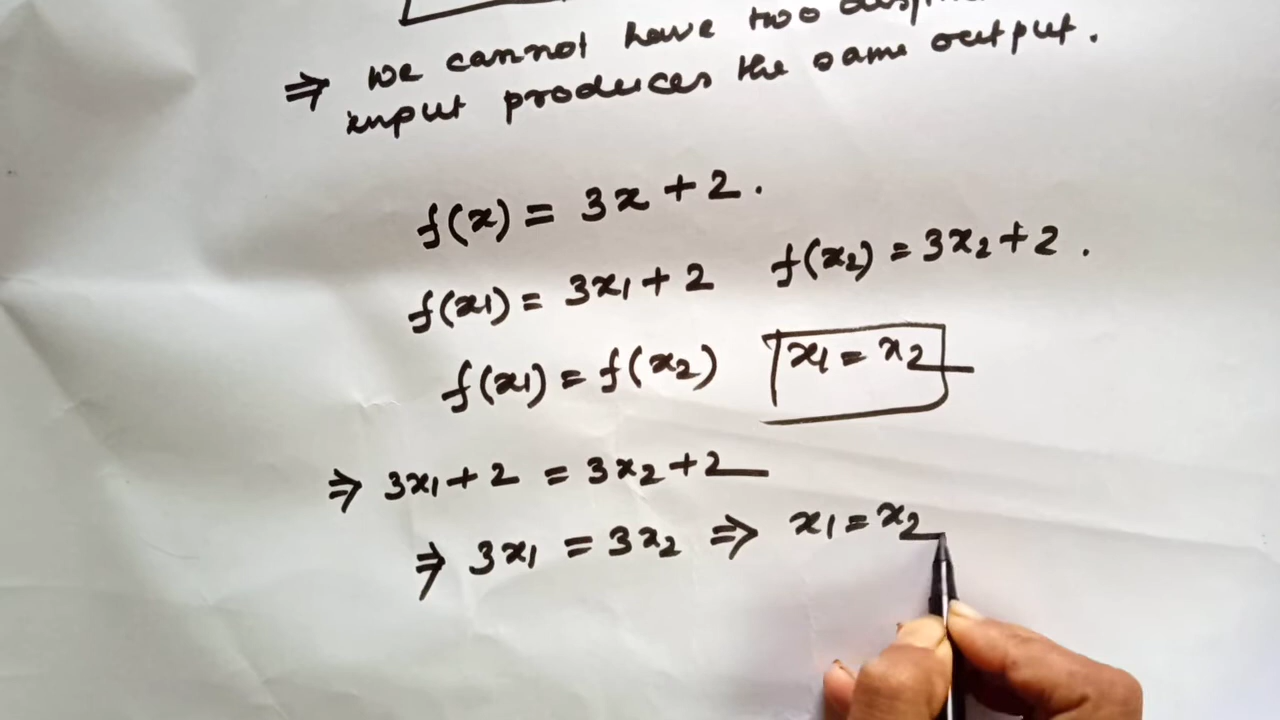 ⇒ we cannot have two
input produces the same output.
f(x) = 3x + 2.
f(x1) = 3x1 + 2 f(x2) = 3x2 + 2.
f(x1) = f(x2) x1 = x2
⇒ 3x1 + 2 = 3x2 + 2
⇒ 3x1 = 3x2 ⇒ x1 = x2